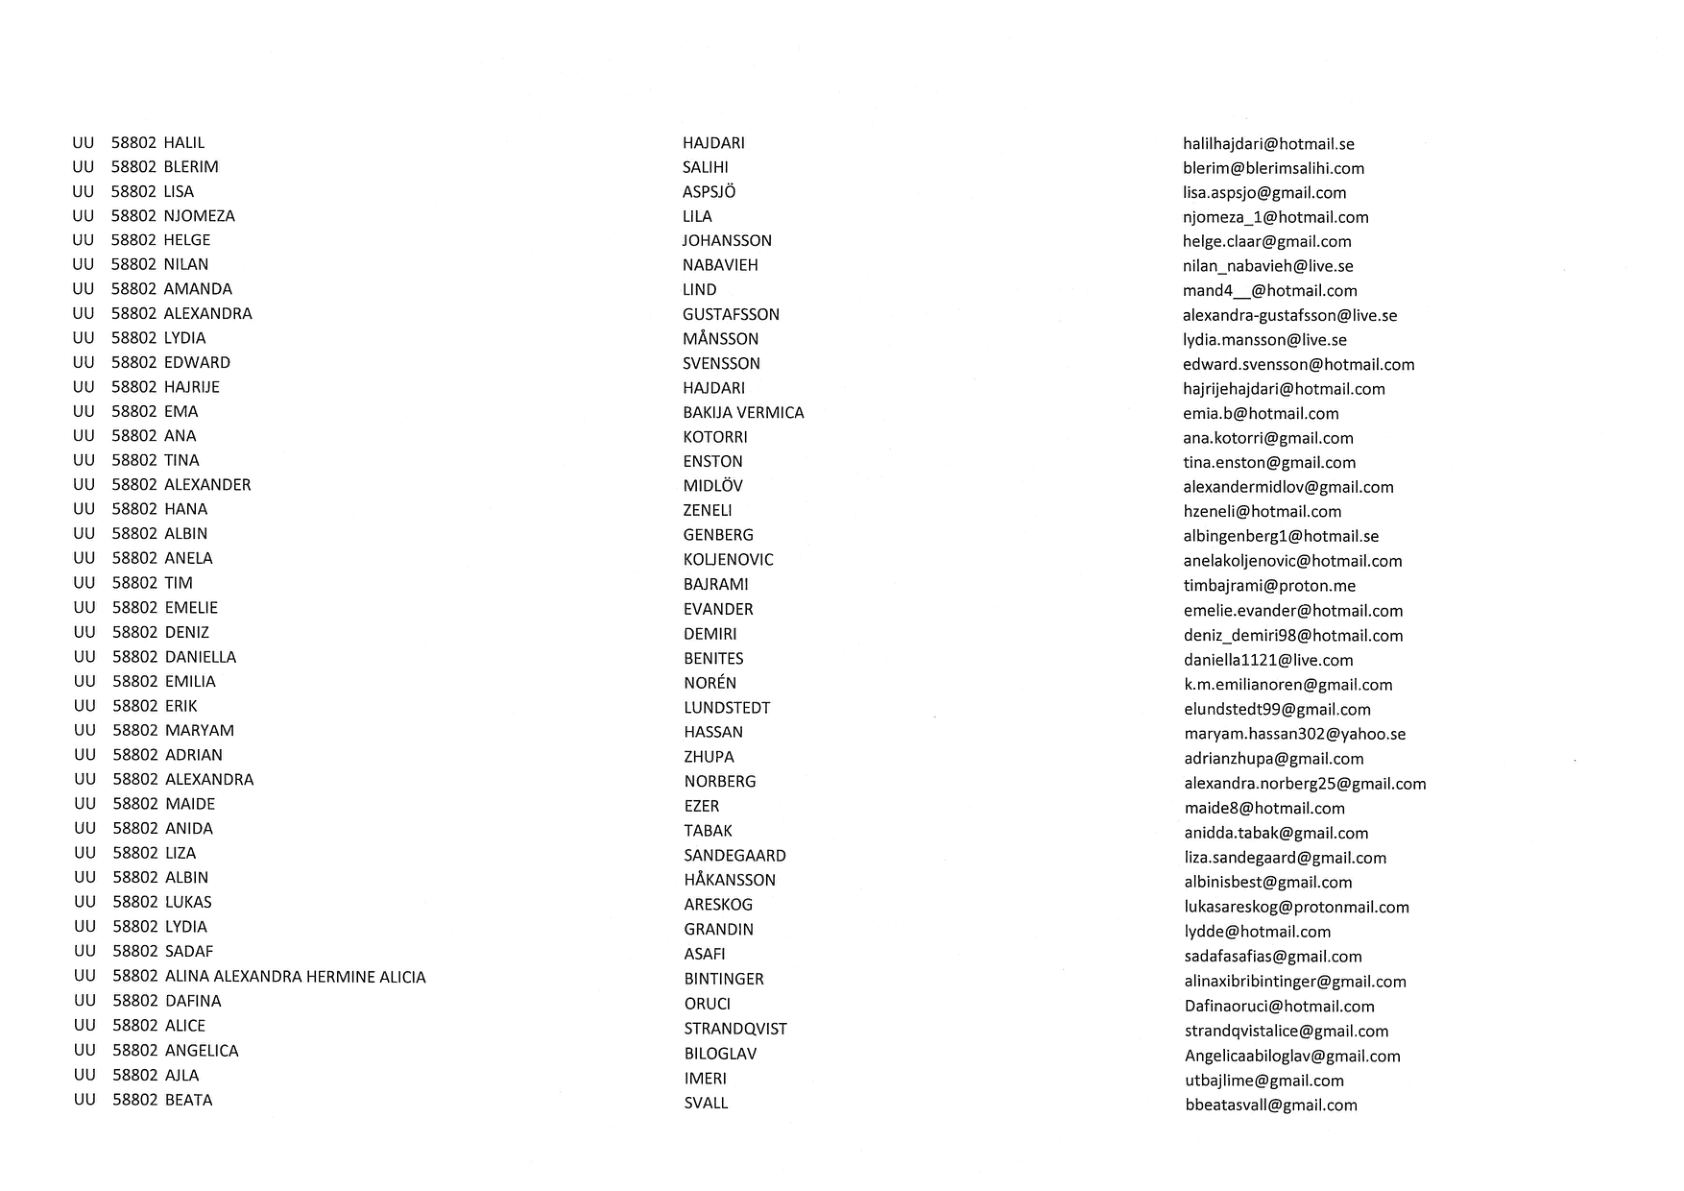 UU 58802 HALIL HAJDARI halilhajdari@hotmail.se
UU 58802 BLERIM SALIHI blerim@blerimsalihi.com
UU 58802 LISA ASPSJÖ lisa.aspsjo@gmail.com
UU 58802 NJOMEZA LILA njomeza_1@hotmail.com
UU 58802 HELGE JOHANSSON helge.claar@gmail.com
UU 58802 NILAN NABAVIEH nilan_nabavieh@live.se
UU 58802 AMANDA LIND mand4__@hotmail.com
UU 58802 ALEXANDRA GUSTAFSSON alexandra-gustafsson@live.se
UU 58802 LYDIA MÅNSSON lydia.mansson@live.se
UU 58802 EDWARD SVENSSON edward.svensson@hotmail.com
UU 58802 HAJRIJE HAJDARI hajrijehajdari@hotmail.com
UU 58802 EMA BAKIJA VERMICA emia.b@hotmail.com
UU 58802 ANA KOTORRI ana.kotorri@gmail.com
UU 58802 TINA ENSTON tina.enston@gmail.com
UU 58802 ALEXANDER MIDLÖV alexandermidlov@gmail.com
UU 58802 HANA ZENELI hzeneli@hotmail.com
UU 58802 ALBIN GENBERG albingenberg1@hotmail.se
UU 58802 ANELA KOLJENOVIC anelakoljenovic@hotmail.com
UU 58802 TIM BAJRAMI timbajrami@proton.me
UU 58802 EMELIE EVANDER emelie.evander@hotmail.com
UU 58802 DENIZ DEMIRI deniz_demiri98@hotmail.com
UU 58802 DANIELLA BENITES daniella1121@live.com
UU 58802 EMILIA NORÉN k.m.emilianoren@gmail.com
UU 58802 ERIK LUNDSTEDT elundstedt99@gmail.com
UU 58802 MARYAM HASSAN maryam.hassan302@yahoo.se
UU 58802 ADRIAN ZHUPA adrianzhupa@gmail.com
UU 58802 ALEXANDRA NORBERG alexandra.norberg25@gmail.com
UU 58802 MAIDE EZER maide8@hotmail.com
UU 58802 ANIDA TABAK anidda.tabak@gmail.com
UU 58802 LIZA SANDEGAARD liza.sandegaard@gmail.com
UU 58802 ALBIN HÅKANSSON albinisbest@gmail.com
UU 58802 LUKAS ARESKOG lukasareskog@protonmail.com
UU 58802 LYDIA GRANDIN lydde@hotmail.com
UU 58802 SADAF ASAFI sadafasafias@gmail.com
UU 58802 ALINA ALEXANDRA HERMINE ALICIA BINTINGER alinaxibribintinger@gmail.com
UU 58802 DAFINA ORUCI Dafinaoruci@hotmail.com
UU 58802 ALICE STRANDQVIST strandqvistalice@gmail.com
UU 58802 ANGELICA BILOGLAV Angelicaabiloglav@gmail.com
UU 58802 AJLA IMERI utbajlime@gmail.com
UU 58802 BEATA SVALL bbeatasvall@gmail.com